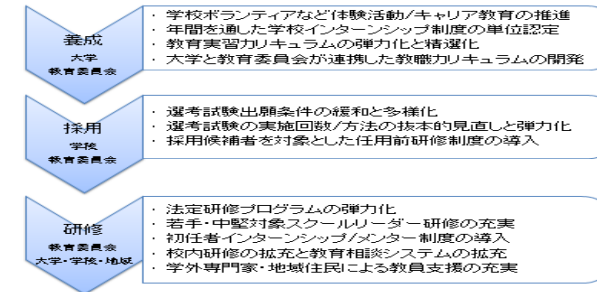 養成
大学
教育委員会
・ 学校ボランティアなど体験活動/キャリア教育の推進
・ 年間を通した学校インターンシップ制度の単位認定
・ 教育実習カリキュラムの弾力化と精選化
・ 大学と教育委員会が連携した教職カリキュラムの開発
採用
学校
教育委員会
・ 選考試験出願条件の緩和と多様化
・ 選考試験の実施回数/方法の抜本的見直しと弾力化
・ 採用候補者を対象とした任用前研修制度の導入
研修
教育委員会
大学・学校・地域
・ 法定研修プログラムの弾力化
・ 若手・中堅対象スクールリーダー研修の充実
・ 初任者インターンシップ/メンター制度の導入
・ 校内研修の拡充と教育相談システムの拡充
・ 学外専門家・地域住民による教員支援の充実